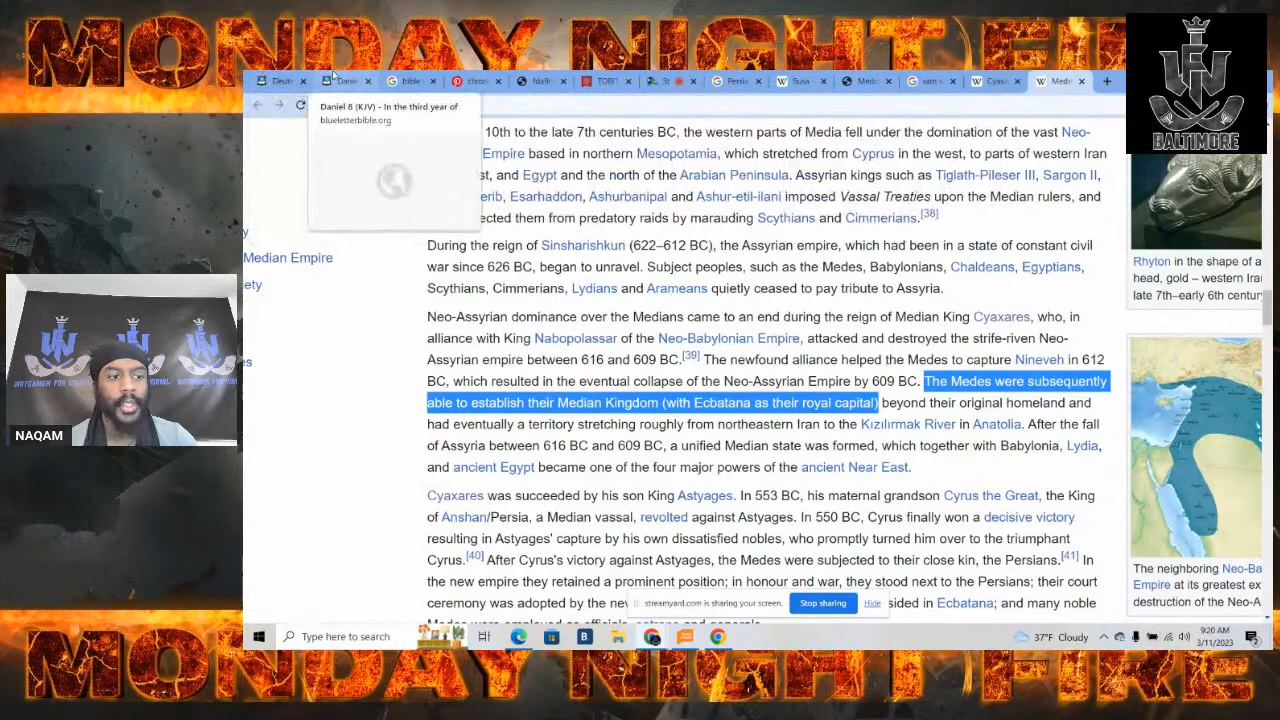 MONDAY NIGHT FIRE
BALTIMORE
Deute
Danie
bible
chron
fda9c
TOBIT
St
Persia
Susa -
Medo
ram v
Cyaxa
Mede
Daniel 8 (KJV) - In the third year of
blueletterbible.org
10th to the late 7th centuries BC, the western parts of Media fell under the domination of the vast Neo-
Empire based in northern Mesopotamia, which stretched from Cyprus in the west, to parts of western Iran
st, and Egypt and the north of the Arabian Peninsula. Assyrian kings such as Tiglath-Pileser III, Sargon II,
erib, Esarhaddon, Ashurbanipal and Ashur-etil-ilani imposed Vassal Treaties upon the Median rulers, and
ected them from predatory raids by marauding Scythians and Cimmerians.[38]
During the reign of Sinsharishkun (622–612 BC), the Assyrian empire, which had been in a state of constant civil
war since 626 BC, began to unravel. Subject peoples, such as the Medes, Babylonians, Chaldeans, Egyptians,
Scythians, Cimmerians, Lydians and Arameans quietly ceased to pay tribute to Assyria.
Neo-Assyrian dominance over the Medians came to an end during the reign of Median King Cyaxares, who, in
alliance with King Nabopolassar of the Neo-Babylonian Empire, attacked and destroyed the strife-riven Neo-
Assyrian empire between 616 and 609 BC.[39] The newfound alliance helped the Medes to capture Nineveh in 612
BC, which resulted in the eventual collapse of the Neo-Assyrian Empire by 609 BC. The Medes were subsequently
able to establish their Median Kingdom (with Ecbatana as their royal capital) beyond their original homeland and
had eventually a territory stretching roughly from northeastern Iran to the Kızılırmak River in Anatolia. After the fall
of Assyria between 616 BC and 609 BC, a unified Median state was formed, which together with Babylonia, Lydia,
and ancient Egypt became one of the four major powers of the ancient Near East.
Cyaxares was succeeded by his son King Astyages. In 553 BC, his maternal grandson Cyrus the Great, the King
of Anshan/Persia, a Median vassal, revolted against Astyages. In 550 BC, Cyrus finally won a decisive victory
resulting in Astyages' capture by his own dissatisfied nobles, who promptly turned him over to the triumphant
Cyrus.[40] After Cyrus's victory against Astyages, the Medes were subjected to their close kin, the Persians.[41] In
the new empire they retained a prominent position; in honour and war, they stood next to the Persians; their court
ceremony was adopted by the nev
sided in Ecbatana; and many noble
y
Median Empire
ety
s
Rhyton in the shape of a
head, gold – western Ira
late 7th–early 6th century
The neighboring Neo-Ba
Empire at its greatest ex
destruction of the Neo-A
streamyard.com is sharing your screen.
Stop sharing
Hide
NAQAM
Type here to search
37°F Cloudy
9:20 AM
3/11/2023
MONDAY NIGHT FIRE